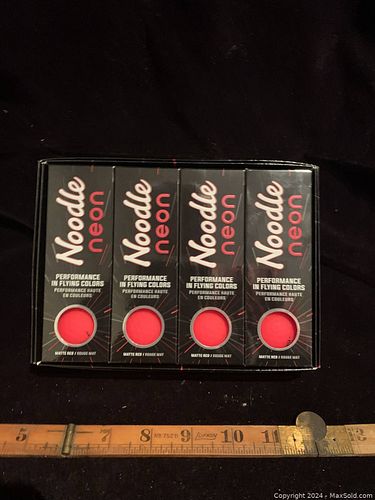 Noodle
neon
PERFORMANCE
IN FLYING COLORS
PERFORMANCE HAUTE
EN COULEURS
MATTE RED / ROUGE MAT
Noodle
neon
PERFORMANCE
IN FLYING COLORS
PERFORMANCE HAUTE
EN COULEURS
MATTE RED / ROUGE MAT
Noodle
neon
PERFORMANCE
IN FLYING COLORS
PERFORMANCE HAUTE
EN COULEURS
MATTE RED / ROUGE MAT
Noodle
neon
PERFORMANCE
IN FLYING COLORS
PERFORMANCE HAUTE
EN COULEURS
MATTE RED / ROUGE MAT
5 7 8 9 LUFKIN 10 11
Copyright 2024 - MaxSold.com